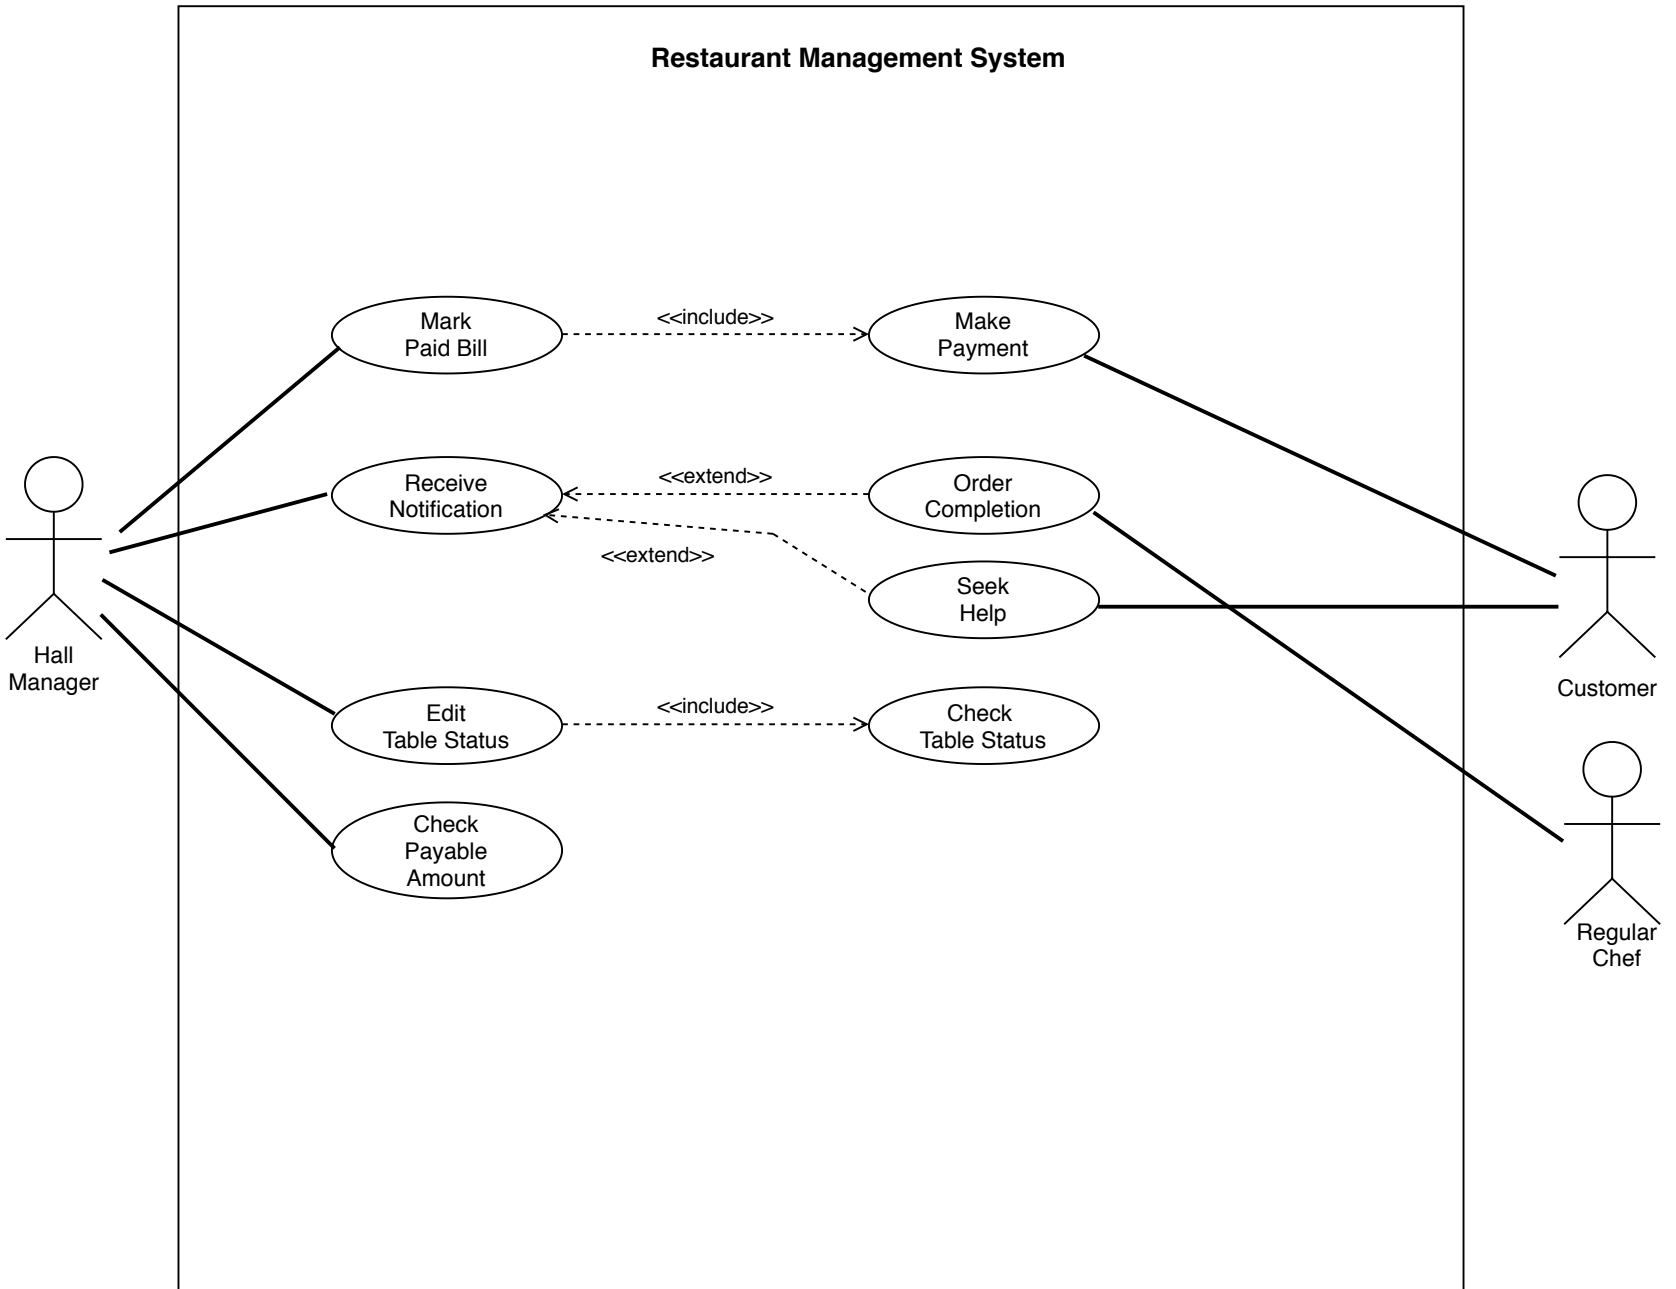 Restaurant Management System
Mark
Paid Bill
<<include>>
Make
Payment
Receive
Notification
<<extend>>
Order
Completion
<<extend>>
Seek
Help
Hall
Manager
Customer
Edit
Table Status
<<include>>
Check
Table Status
Check
Payable
Amount
Regular
Chef